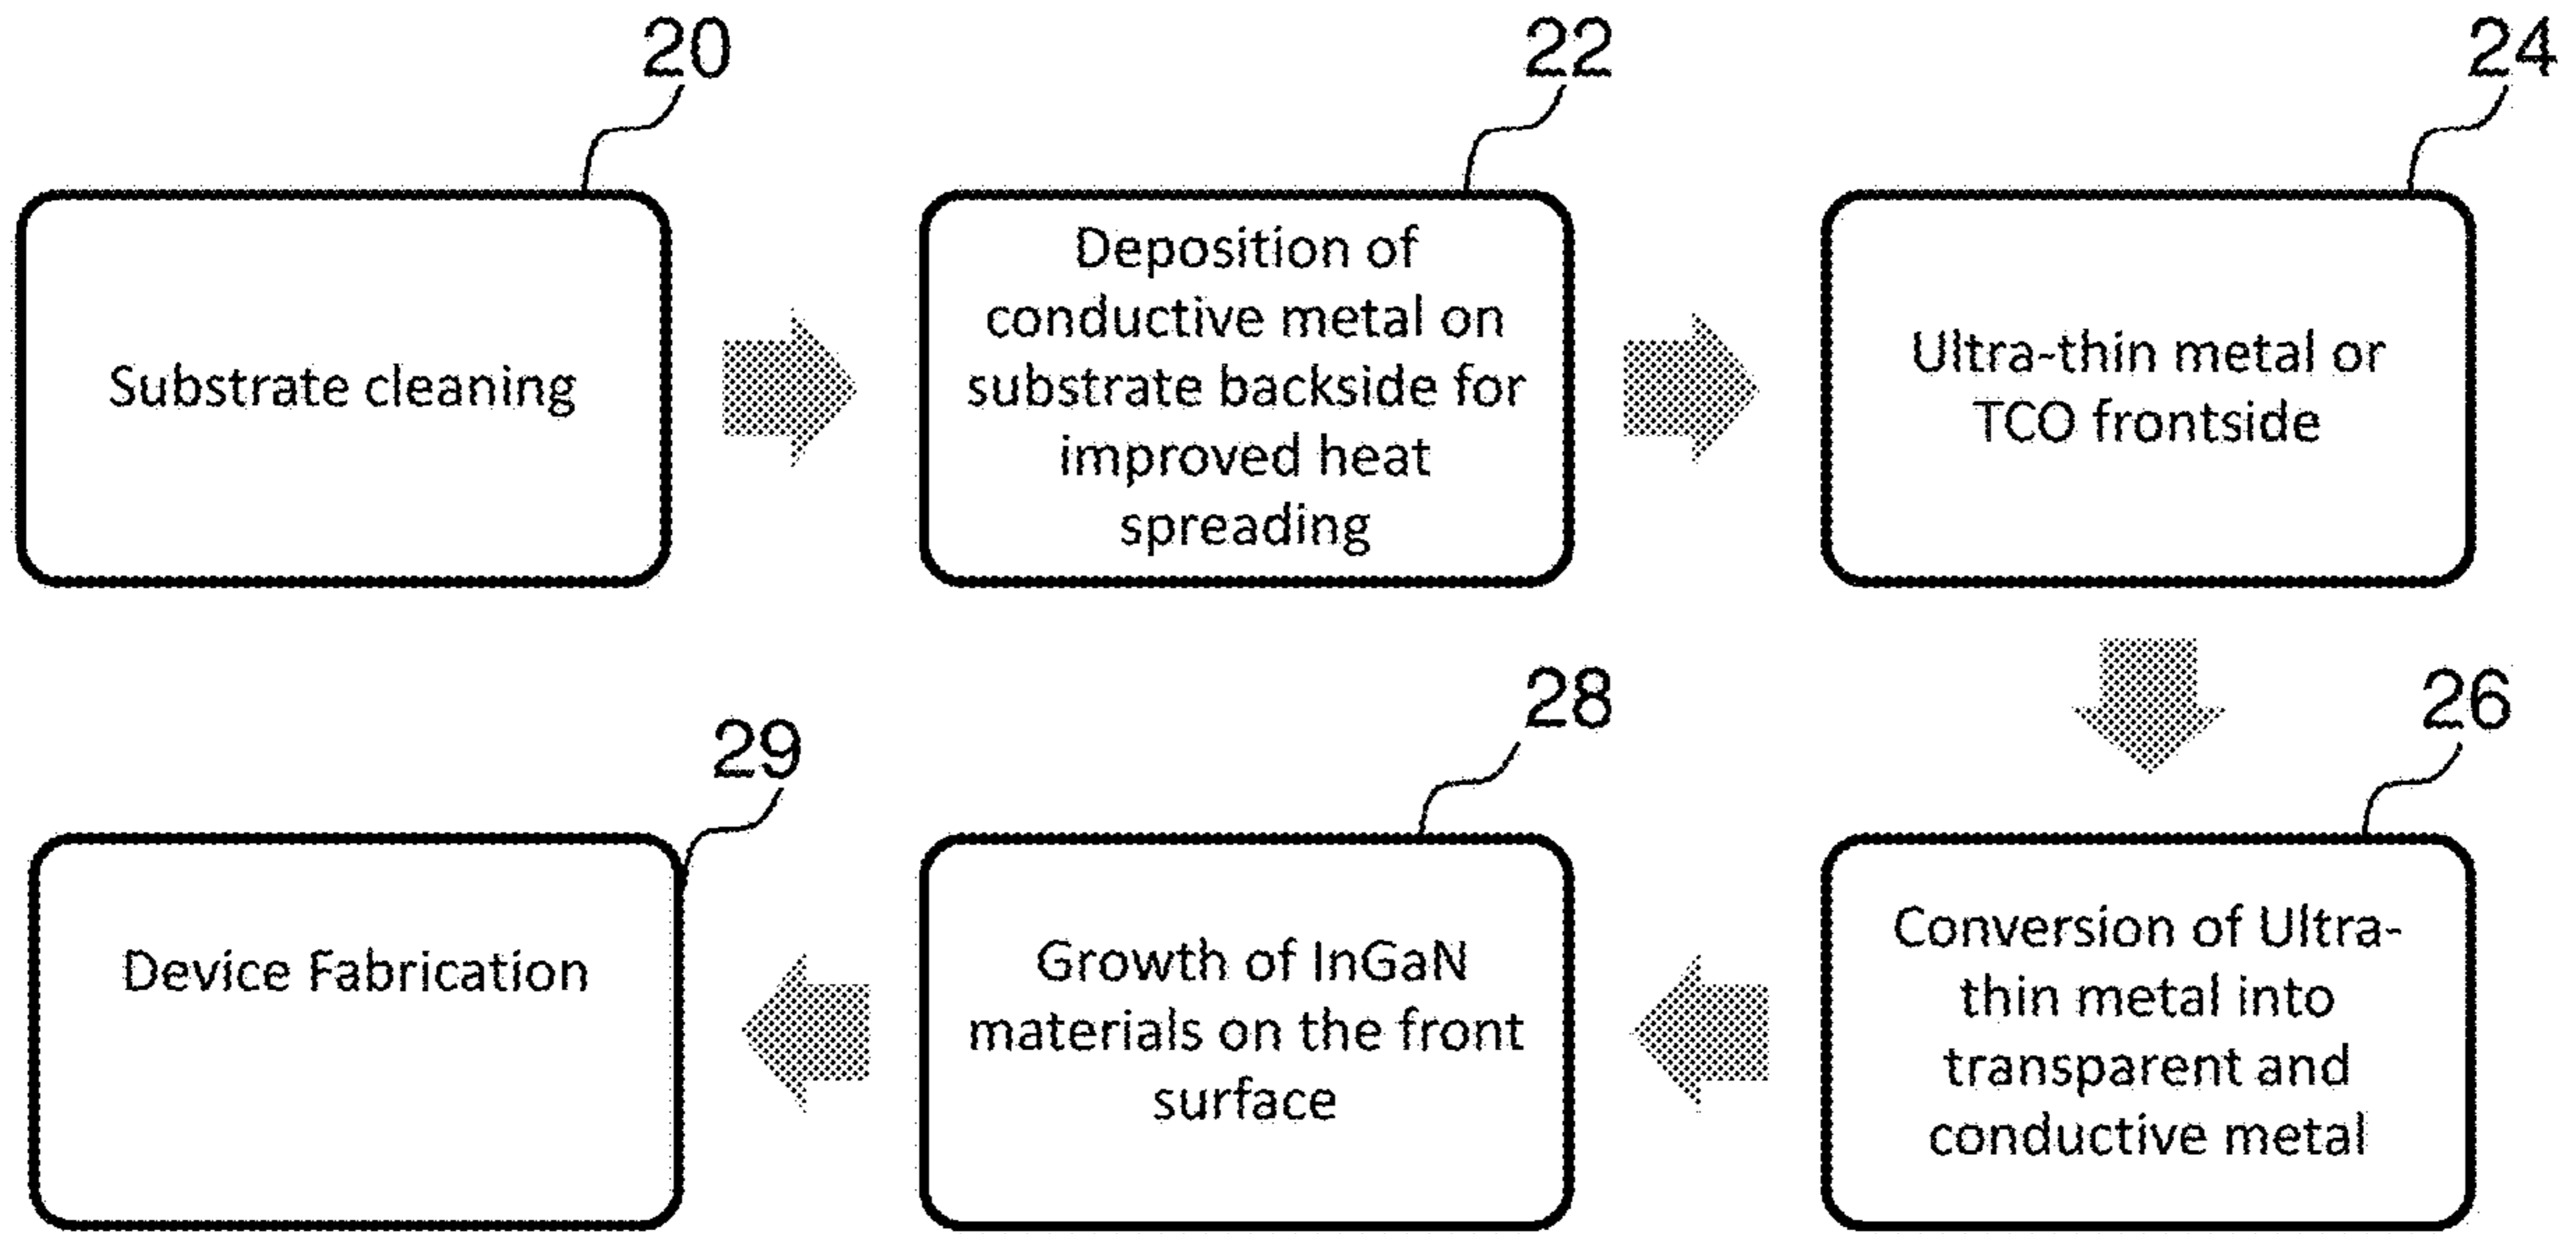 20
Substrate cleaning
22
Deposition of
conductive metal on
substrate backside for
improved heat
spreading
24
Ultra-thin metal or
TCO frontside
26
Conversion of Ultra-
thin metal into
transparent and
conductive metal
28
Growth of InGaN
materials on the front
surface
29
Device Fabrication